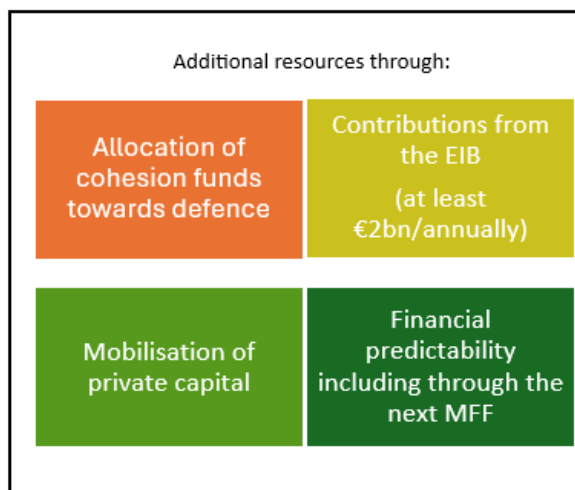 Additional resources through:
Allocation of
cohesion funds
towards defence
Contributions from
the EIB
(at least
€2bn/annually)
Mobilisation of
private capital
Financial
predictability
including through the
next MFF